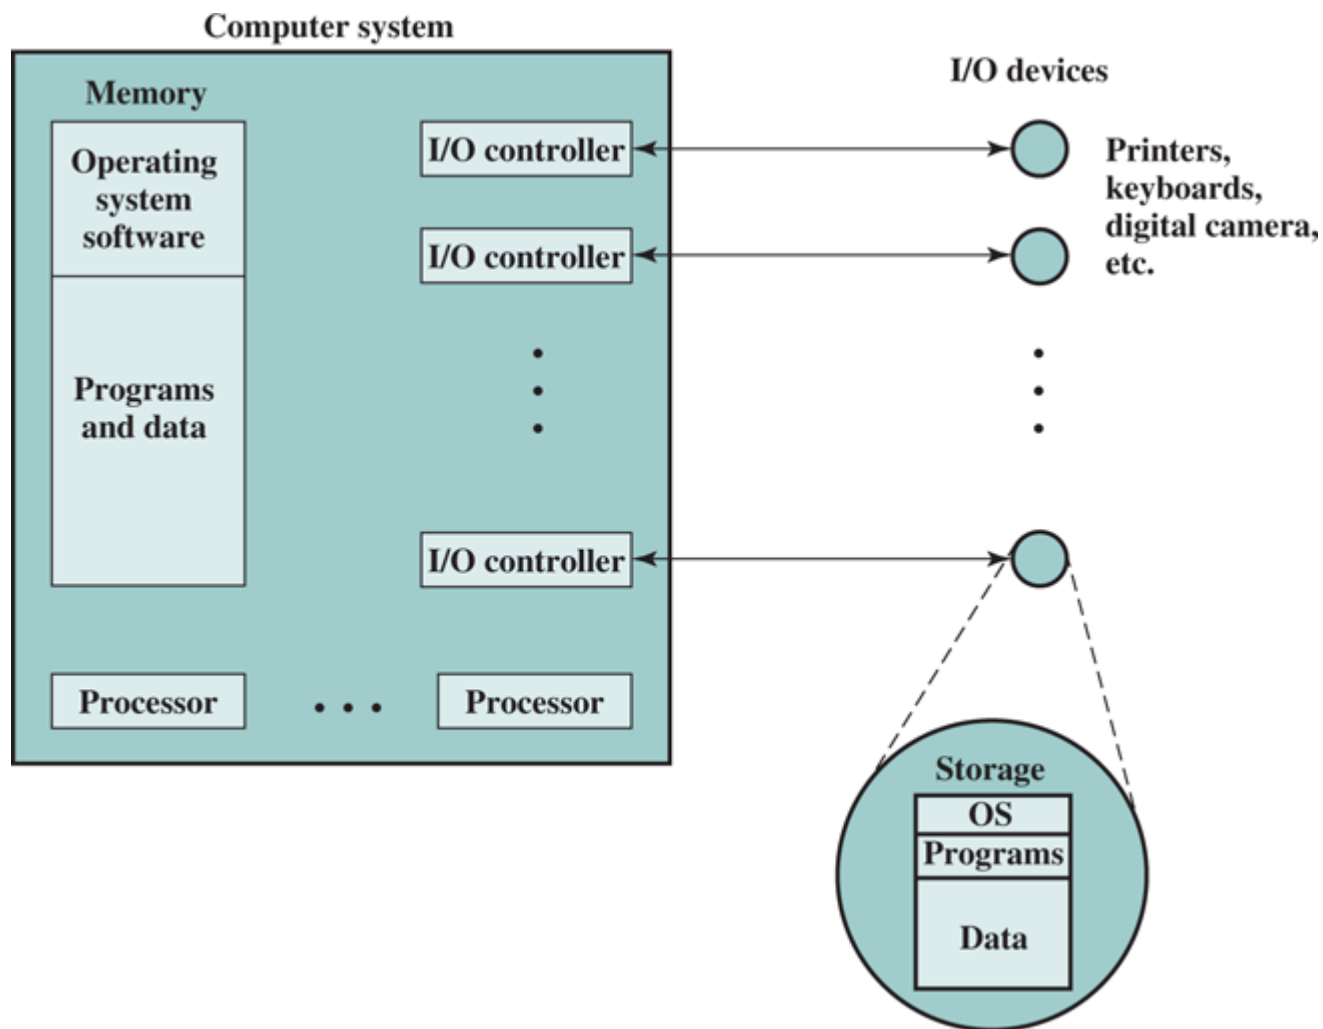 Computer system
Memory
Operating
system
software
Programs
and data
I/O controller
I/O controller
I/O controller
Processor
Processor
I/O devices
Printers,
keyboards,
digital camera,
etc.
Storage
OS
Programs
Data